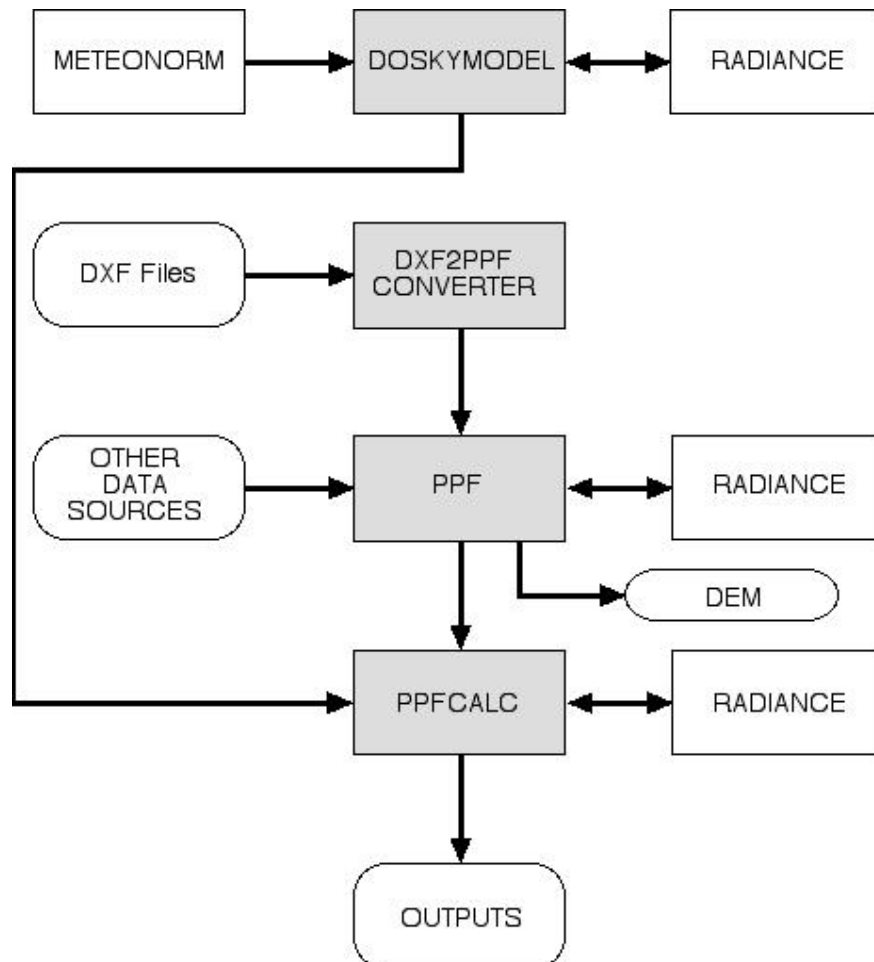 METEONORM
DOSKYMODEL
RADIANCE
DXF Files
DXF2PPF
CONVERTER
OTHER
DATA
SOURCES
PPF
RADIANCE
DEM
PPFCALC
RADIANCE
OUTPUTS